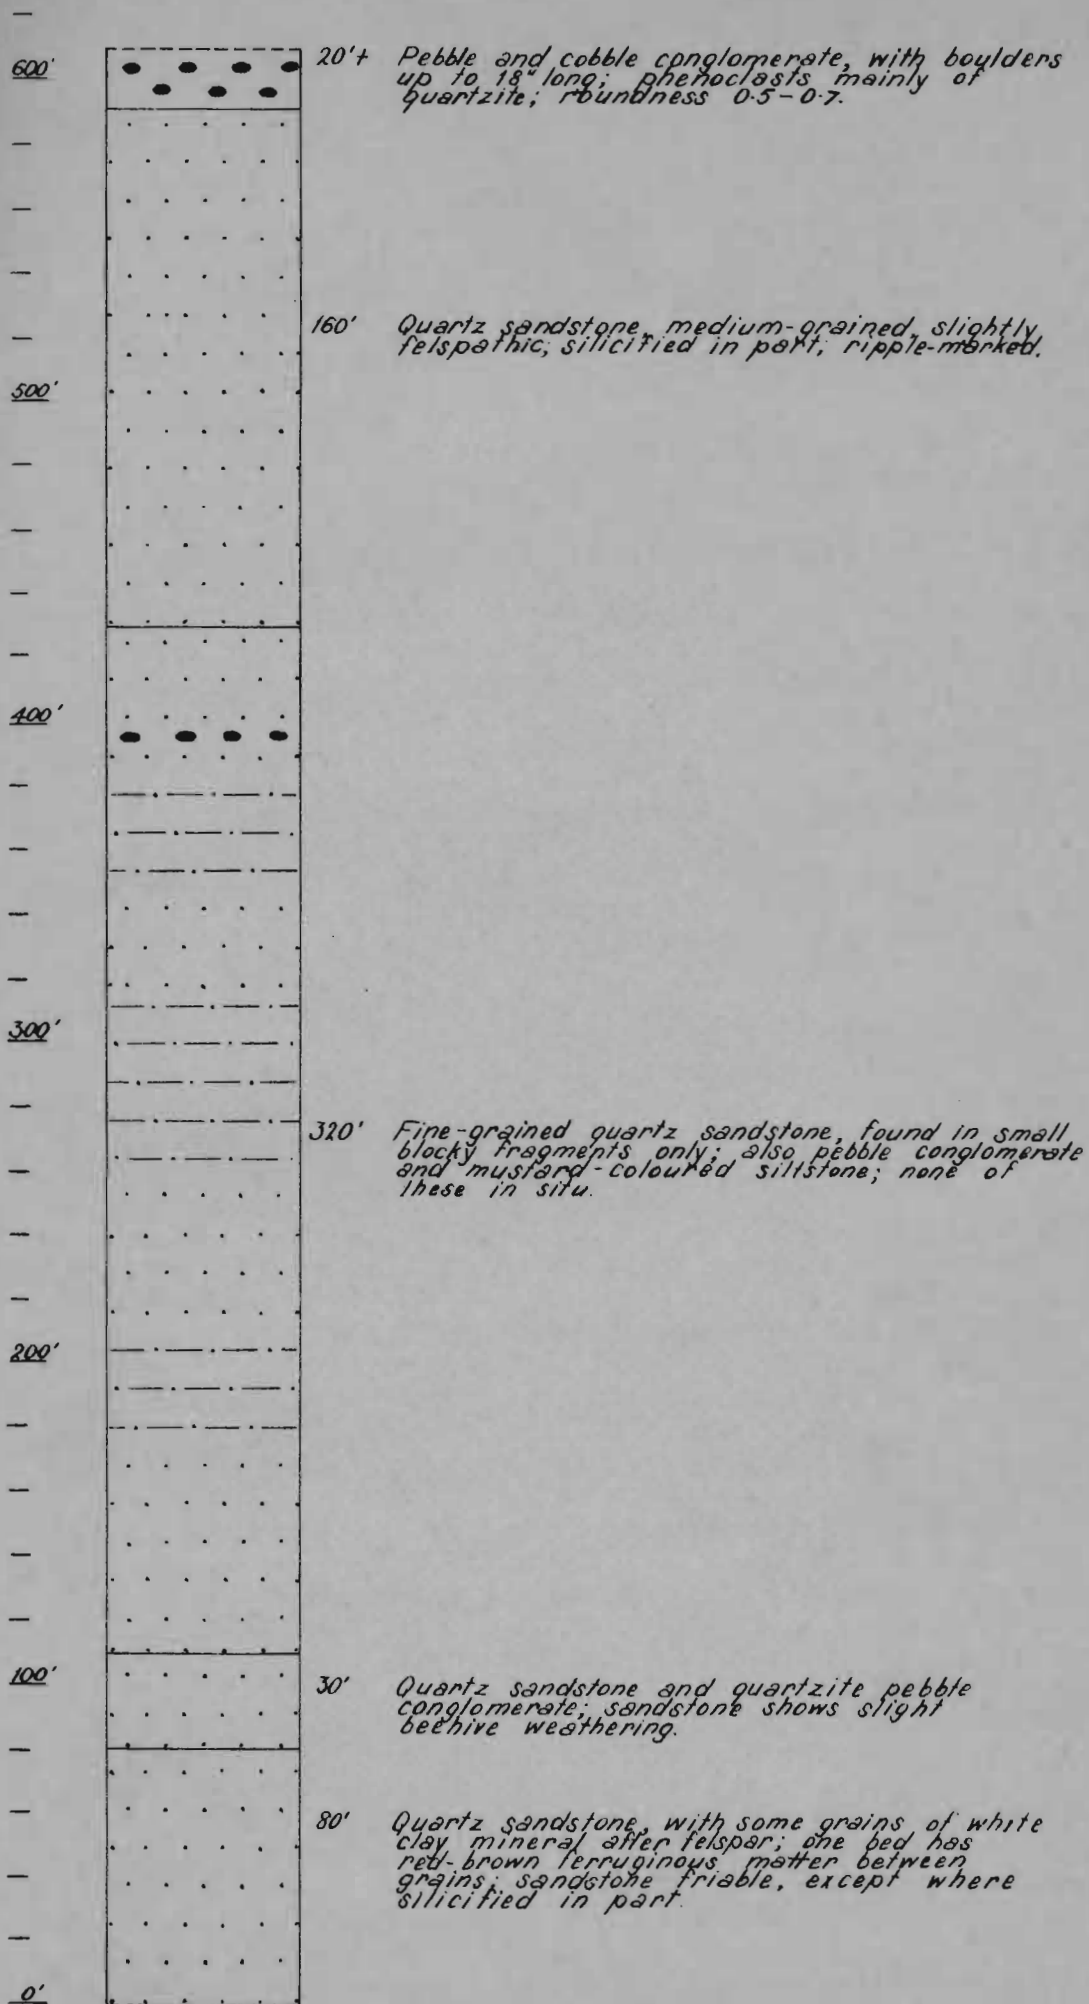 600'
20'+ Pebble and cobble conglomerate, with boulders
up to 18" long; phenoclasts mainly of
quartzite; roundness 0·5–0·7.
160' Quartz sandstone, medium-grained, slightly
felspathic; silicified in part; ripple-marked.
500'
400'
300'
320' Fine-grained quartz sandstone, found in small
blocky fragments only; also pebble conglomerate
and mustard-coloured siltstone; none of
these in situ.
200'
100'
30' Quartz sandstone and quartzite pebble
conglomerate; sandstone shows slight
beehive weathering.
80' Quartz sandstone, with some grains of white
clay mineral after felspar; one bed has
red-brown ferruginous matter between
grains; sandstone friable, except where
silicified in part.
0'